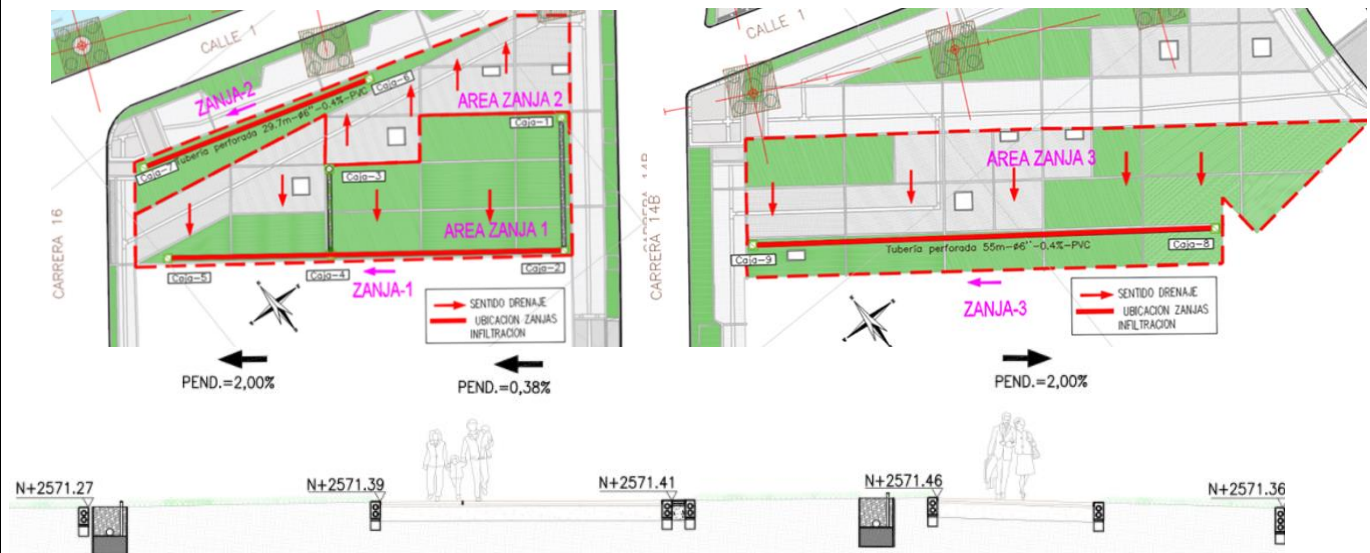 CALLE 1
ZANJA-2
Caja-6
Tubería perforada 29.7m-ø6''-0.4%-PVC
AREA ZANJA 2
Caja-1
Caja-7
Caja-3
CARRERA 16
AREA ZANJA 1
Caja-5
Caja-4
Caja-2
ZANJA-1
SENTIDO DRENAJE
UBICACION ZANJAS
INFILTRACION
CARRERA 14B
CALLE 1
CARRERA 14B
AREA ZANJA 3
Tubería perforada 55m-ø6''-0.4%-PVC
Caja-8
Caja-9
ZANJA-3
SENTIDO DRENAJE
UBICACION ZANJAS
INFILTRACION
PEND.=2,00%
PEND.=0,38%
PEND.=2,00%
N+2571.27
N+2571.39
N+2571.41
N+2571.46
N+2571.36